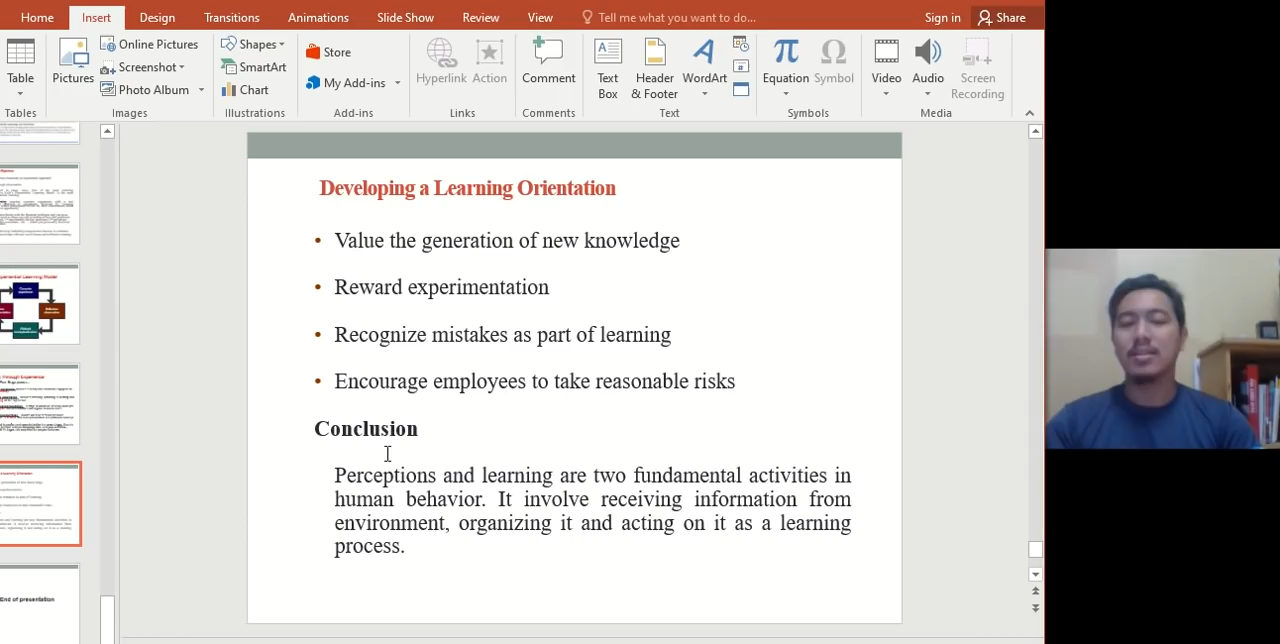 Home Insert Design Transitions Animations Slide Show Review View Tell me what you want to do... Sign in Share
Table
Pictures
Online Pictures
Screenshot
Photo Album
Shapes
SmartArt
Chart
Store
My Add-ins
Hyperlink
Action
Comment
Text
Box
Header
& Footer
WordArt
Equation
Symbol
Video
Audio
Screen
Recording
Tables Images Illustrations Add-ins Links Comments Text Symbols Media
Developing a Learning Orientation
• Value the generation of new knowledge
• Reward experimentation
• Recognize mistakes as part of learning
• Encourage employees to take reasonable risks
Conclusion
Perceptions and learning are two fundamental activities in
human behavior. It involve receiving information from
environment, organizing it and acting on it as a learning
process.
End of presentation